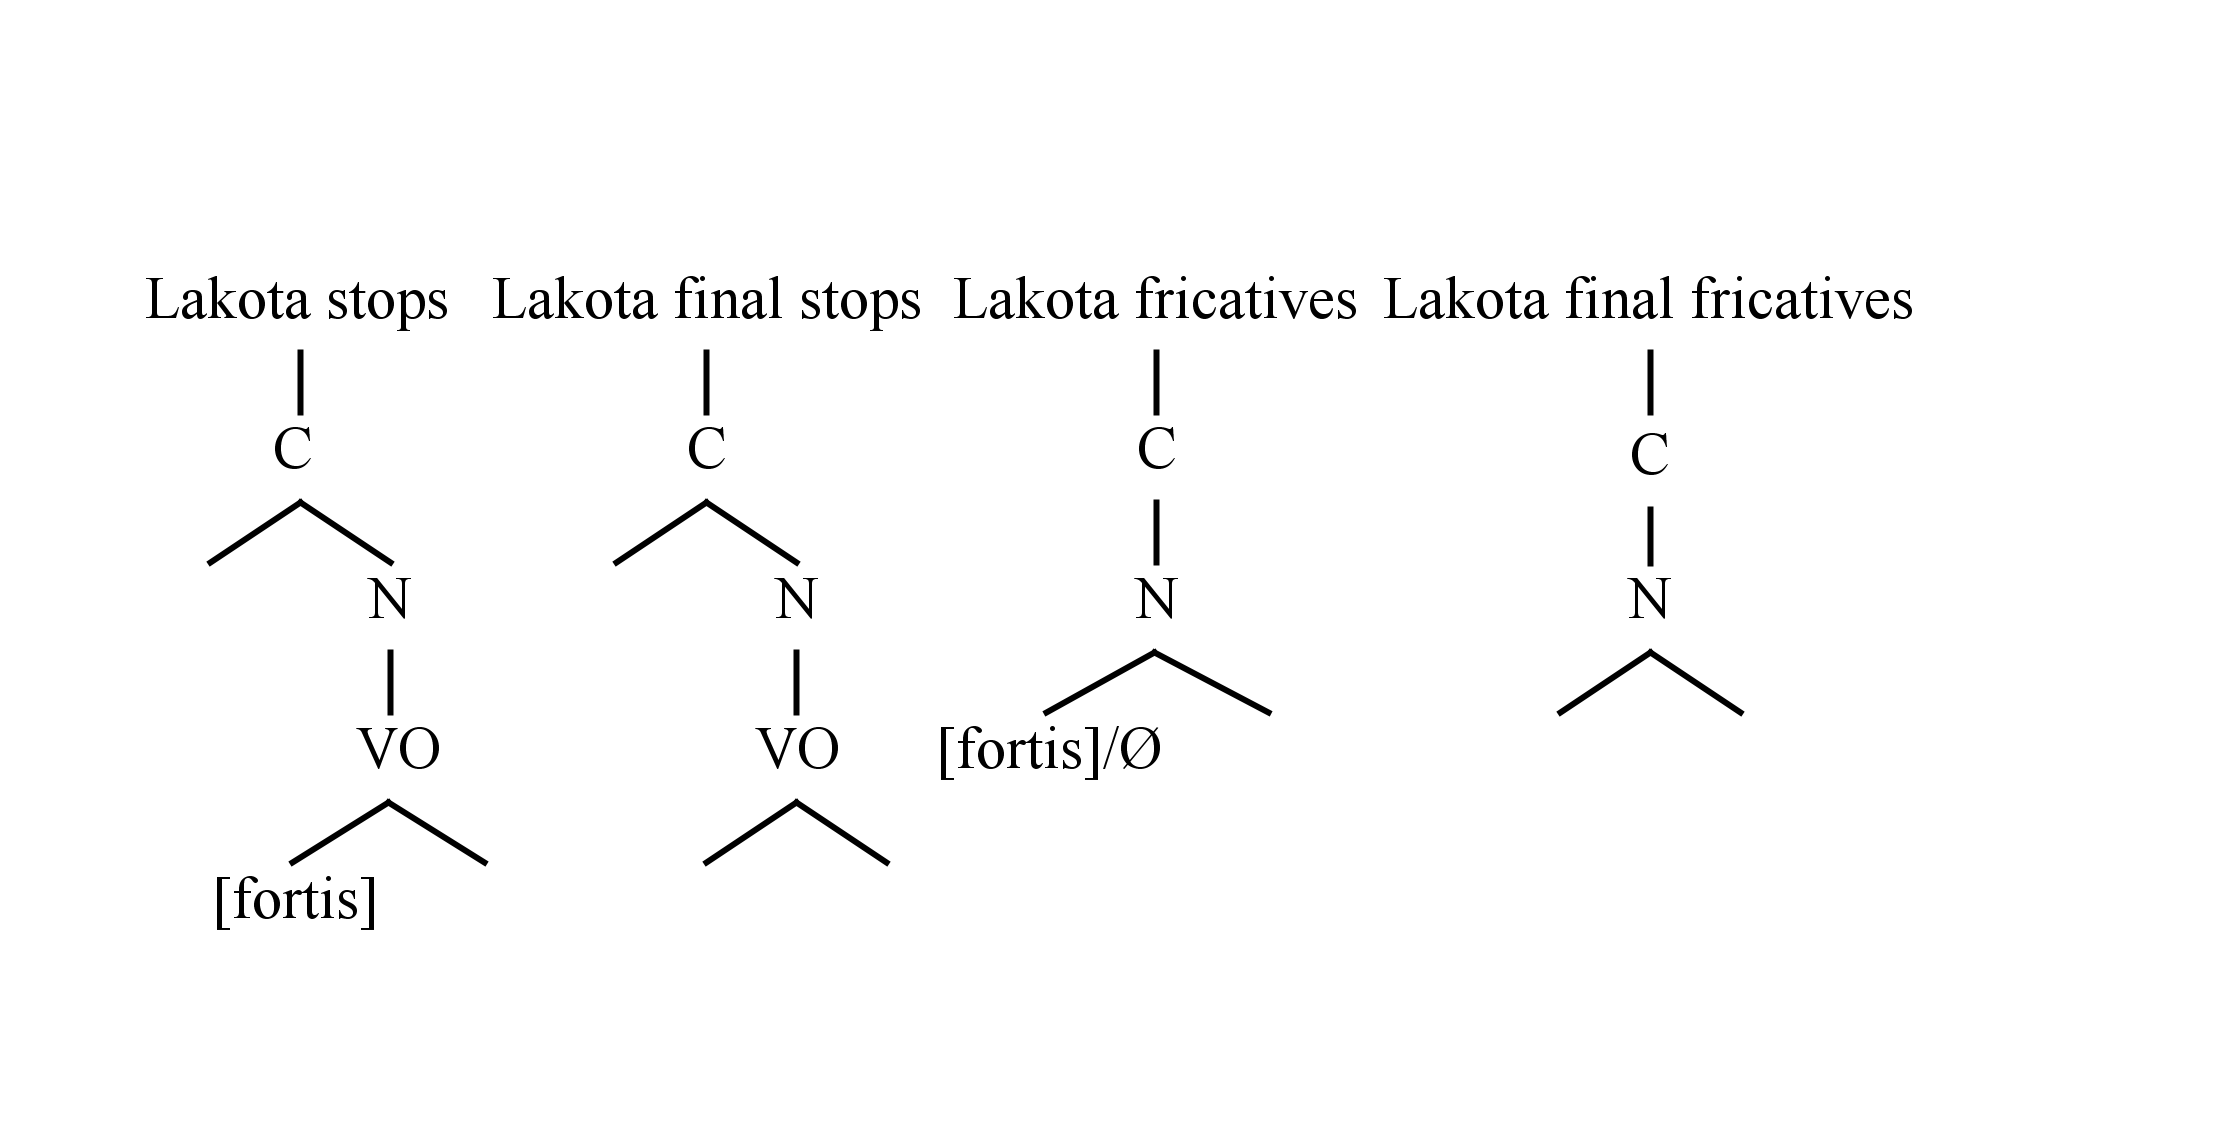 Lakota stops Lakota final stops Lakota fricatives Lakota final fricatives
C C C C
N N N N
VO VO [fortis]/Ø
[fortis]